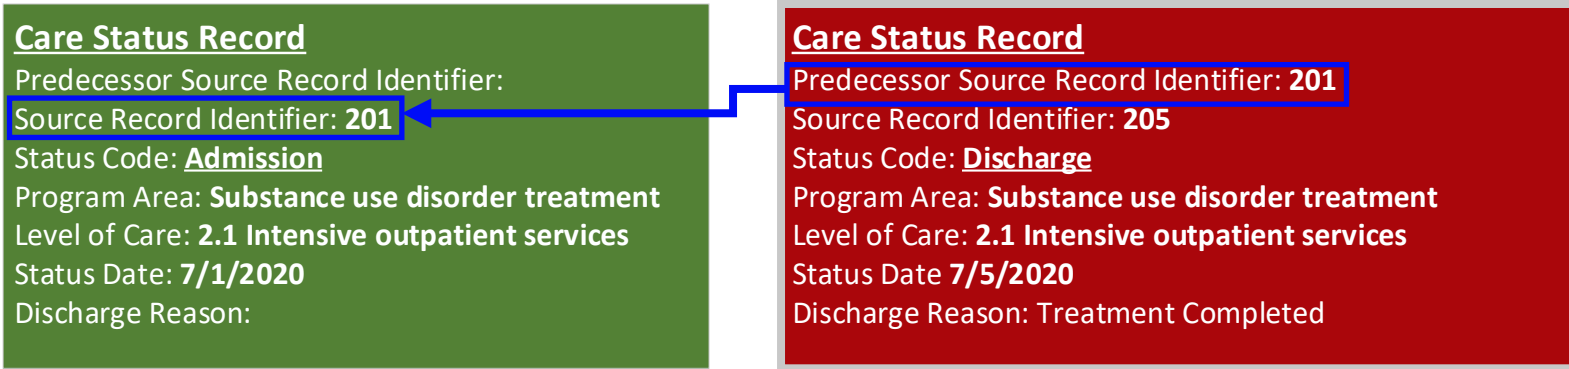 Care Status Record
Predecessor Source Record Identifier:
Source Record Identifier: 201
Status Code: Admission
Program Area: Substance use disorder treatment
Level of Care: 2.1 Intensive outpatient services
Status Date: 7/1/2020
Discharge Reason:
Care Status Record
Predecessor Source Record Identifier: 201
Source Record Identifier: 205
Status Code: Discharge
Program Area: Substance use disorder treatment
Level of Care: 2.1 Intensive outpatient services
Status Date 7/5/2020
Discharge Reason: Treatment Completed